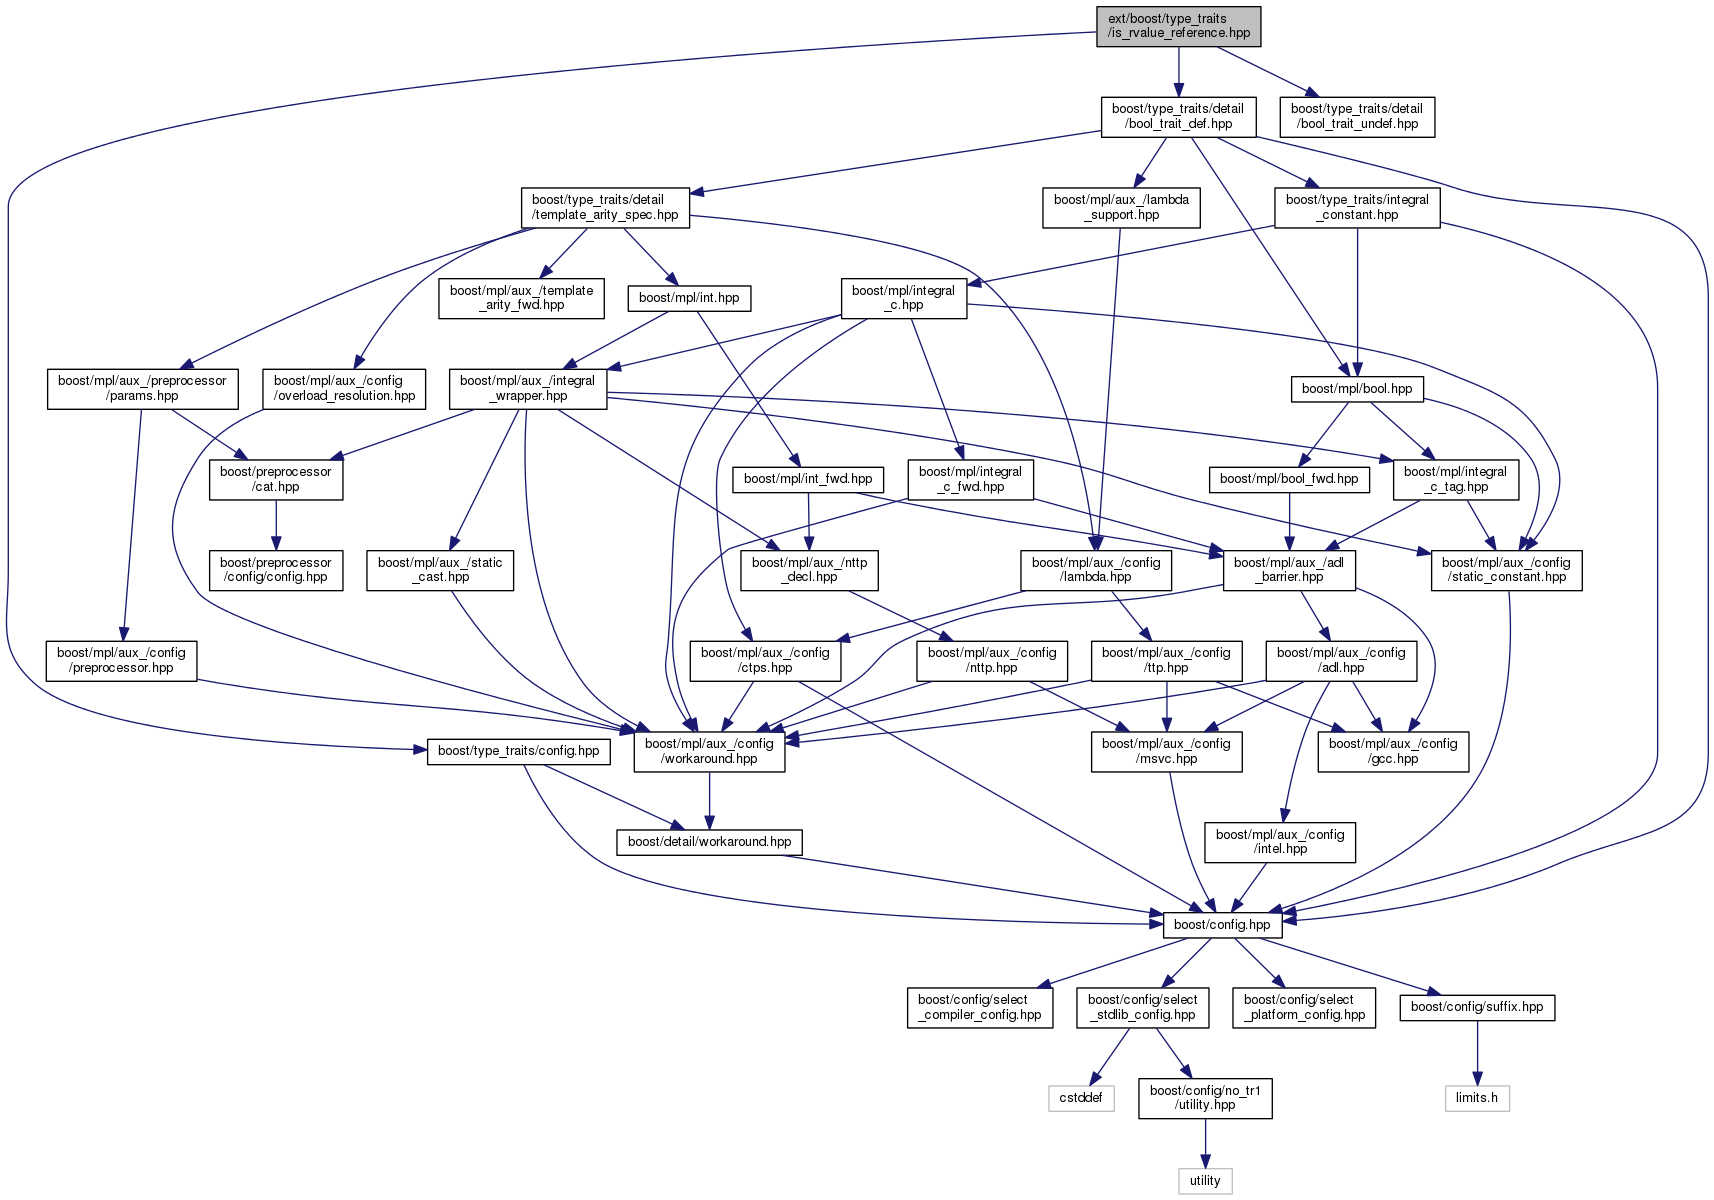 ext/boost/type_traits
/is_rvalue_reference.hpp
boost/type_traits/detail
/bool_trait_def.hpp
boost/type_traits/detail
/bool_trait_undef.hpp
boost/type_traits/detail
/template_arity_spec.hpp
boost/mpl/aux_/lambda
_support.hpp
boost/type_traits/integral
_constant.hpp
boost/mpl/aux_/template
_arity_fwd.hpp
boost/mpl/int.hpp
boost/mpl/integral
_c.hpp
boost/mpl/aux_/preprocessor
/params.hpp
boost/mpl/aux_/config
/overload_resolution.hpp
boost/mpl/aux_/integral
_wrapper.hpp
boost/mpl/bool.hpp
boost/preprocessor
/cat.hpp
boost/mpl/int_fwd.hpp
boost/mpl/integral
_c_fwd.hpp
boost/mpl/bool_fwd.hpp
boost/mpl/integral
_c_tag.hpp
boost/preprocessor
/config/config.hpp
boost/mpl/aux_/static
_cast.hpp
boost/mpl/aux_/nttp
_decl.hpp
boost/mpl/aux_/config
/lambda.hpp
boost/mpl/aux_/adl
_barrier.hpp
boost/mpl/aux_/config
/static_constant.hpp
boost/mpl/aux_/config
/preprocessor.hpp
boost/mpl/aux_/config
/ctps.hpp
boost/mpl/aux_/config
/nttp.hpp
boost/mpl/aux_/config
/ttp.hpp
boost/mpl/aux_/config
/adl.hpp
boost/type_traits/config.hpp
boost/mpl/aux_/config
/workaround.hpp
boost/mpl/aux_/config
/msvc.hpp
boost/mpl/aux_/config
/gcc.hpp
boost/detail/workaround.hpp
boost/mpl/aux_/config
/intel.hpp
boost/config.hpp
boost/config/select
_compiler_config.hpp
boost/config/select
_stdlib_config.hpp
boost/config/select
_platform_config.hpp
boost/config/suffix.hpp
cstddef
boost/config/no_tr1
/utility.hpp
limits.h
utility